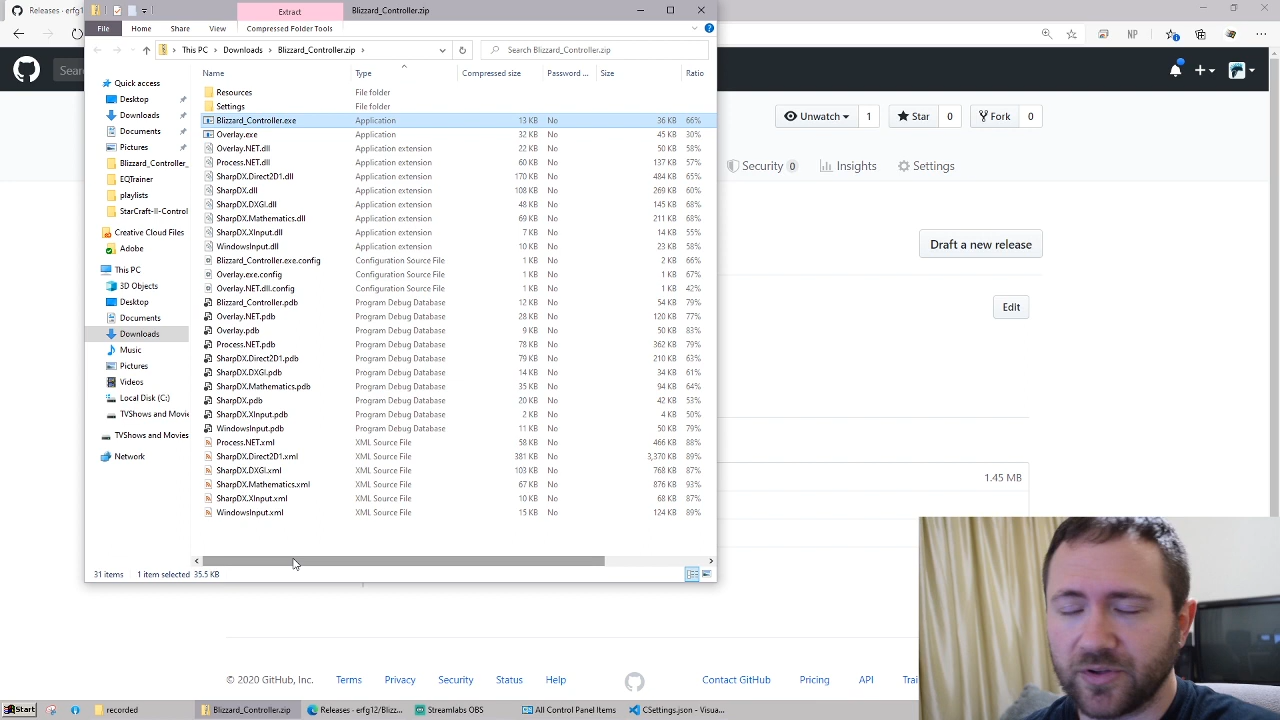 Releases · erfg12
Extract
Blizzard_Controller.zip
File Home Share View Compressed Folder Tools
This PC Downloads Blizzard_Controller.zip
Search Blizzard_Controller.zip
NP
Sear
Name Type Compressed size Password ... Size Ratio
Resources File folder
Settings File folder
Blizzard_Controller.exe Application 13 KB No 36 KB 66%
Overlay.exe Application 32 KB No 45 KB 30%
Overlay.NET.dll Application extension 22 KB No 50 KB 58%
Process.NET.dll Application extension 60 KB No 137 KB 57%
SharpDX.Direct2D1.dll Application extension 170 KB No 484 KB 65%
SharpDX.dll Application extension 108 KB No 269 KB 60%
SharpDX.DXGI.dll Application extension 48 KB No 145 KB 68%
SharpDX.Mathematics.dll Application extension 69 KB No 211 KB 68%
SharpDX.XInput.dll Application extension 7 KB No 14 KB 55%
WindowsInput.dll Application extension 10 KB No 23 KB 58%
Blizzard_Controller.exe.config Configuration Source File 1 KB No 2 KB 66%
Overlay.exe.config Configuration Source File 1 KB No 1 KB 67%
Overlay.NET.dll.config Configuration Source File 1 KB No 1 KB 42%
Blizzard_Controller.pdb Program Debug Database 12 KB No 54 KB 79%
Overlay.NET.pdb Program Debug Database 28 KB No 120 KB 77%
Overlay.pdb Program Debug Database 9 KB No 50 KB 83%
Process.NET.pdb Program Debug Database 78 KB No 362 KB 79%
SharpDX.Direct2D1.pdb Program Debug Database 79 KB No 210 KB 63%
SharpDX.DXGI.pdb Program Debug Database 14 KB No 34 KB 61%
SharpDX.Mathematics.pdb Program Debug Database 35 KB No 94 KB 64%
SharpDX.pdb Program Debug Database 20 KB No 42 KB 53%
SharpDX.XInput.pdb Program Debug Database 2 KB No 4 KB 50%
WindowsInput.pdb Program Debug Database 11 KB No 50 KB 79%
Process.NET.xml XML Source File 58 KB No 466 KB 88%
SharpDX.Direct2D1.xml XML Source File 381 KB No 3,370 KB 89%
SharpDX.DXGI.xml XML Source File 103 KB No 768 KB 87%
SharpDX.Mathematics.xml XML Source File 67 KB No 876 KB 93%
SharpDX.XInput.xml XML Source File 10 KB No 68 KB 87%
WindowsInput.xml XML Source File 15 KB No 124 KB 89%
Quick access
Desktop
Downloads
Documents
Pictures
Blizzard_Controller_
EQTrainer
playlists
StarCraft-II-Control
Creative Cloud Files
Adobe
This PC
3D Objects
Desktop
Documents
Downloads
Music
Pictures
Videos
Local Disk (C:)
TVShows and Movie
TVShows and Movies
Network
31 items 1 item selected 35.5 KB
Unwatch 1 Star 0 Fork 0
Security 0 Insights Settings
Draft a new release
Edit
1.45 MB
© 2020 GitHub, Inc. Terms Privacy Security Status Help Contact GitHub Pricing API Trai
Start recorded Blizzard_Controller.zip Releases · erfg12/Blizz... Streamlabs OBS All Control Panel Items CSettings.json - Visua...